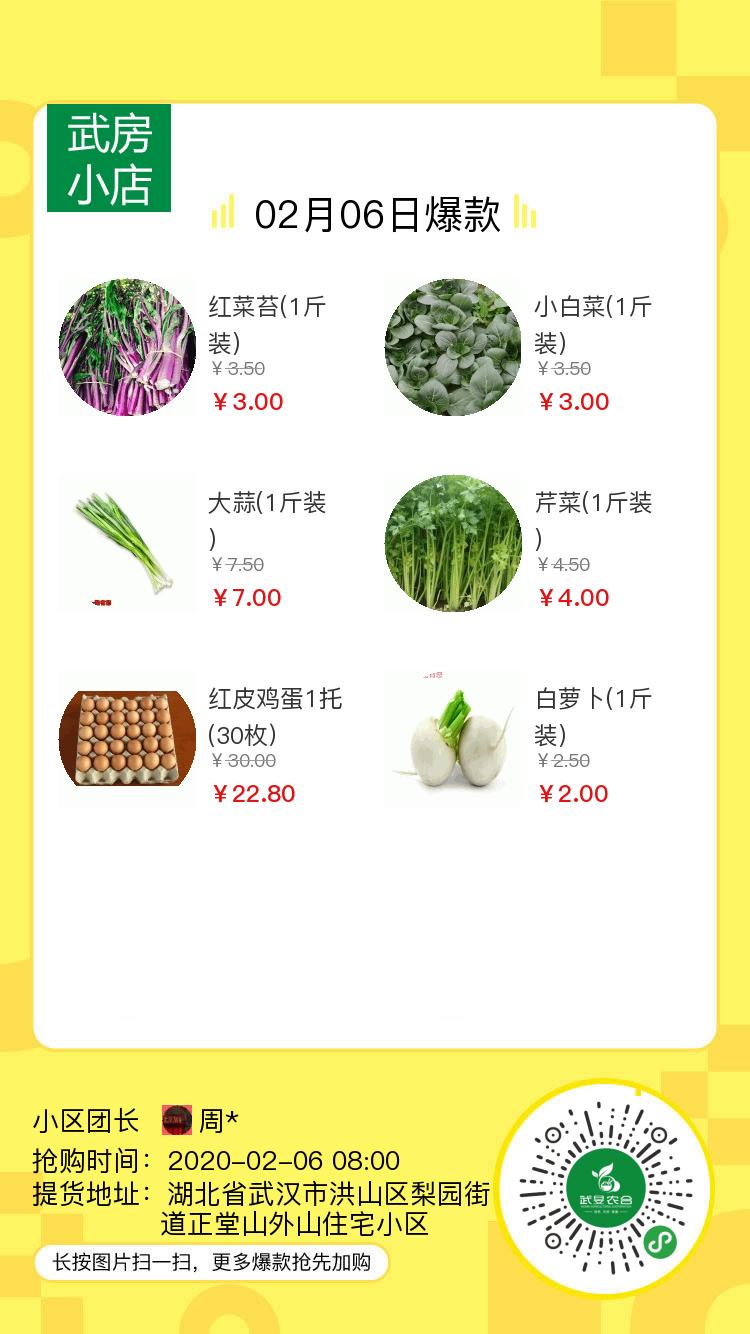 武房
小店
02月06日爆款
红菜苔(1斤
装)
¥3.50
¥3.00
小白菜(1斤
装)
¥3.50
¥3.00
大蒜(1斤装
)
¥7.50
¥7.00
芹菜(1斤装
)
¥4.50
¥4.00
红皮鸡蛋1托
(30枚)
¥30.00
¥22.80
白萝卜(1斤
装)
¥2.50
¥2.00
小区团长 周*
抢购时间：2020-02-06 08:00
提货地址：湖北省武汉市洪山区梨园街
道正堂山外山住宅小区
长按图片扫一扫，更多爆款抢先加购
武昱农合